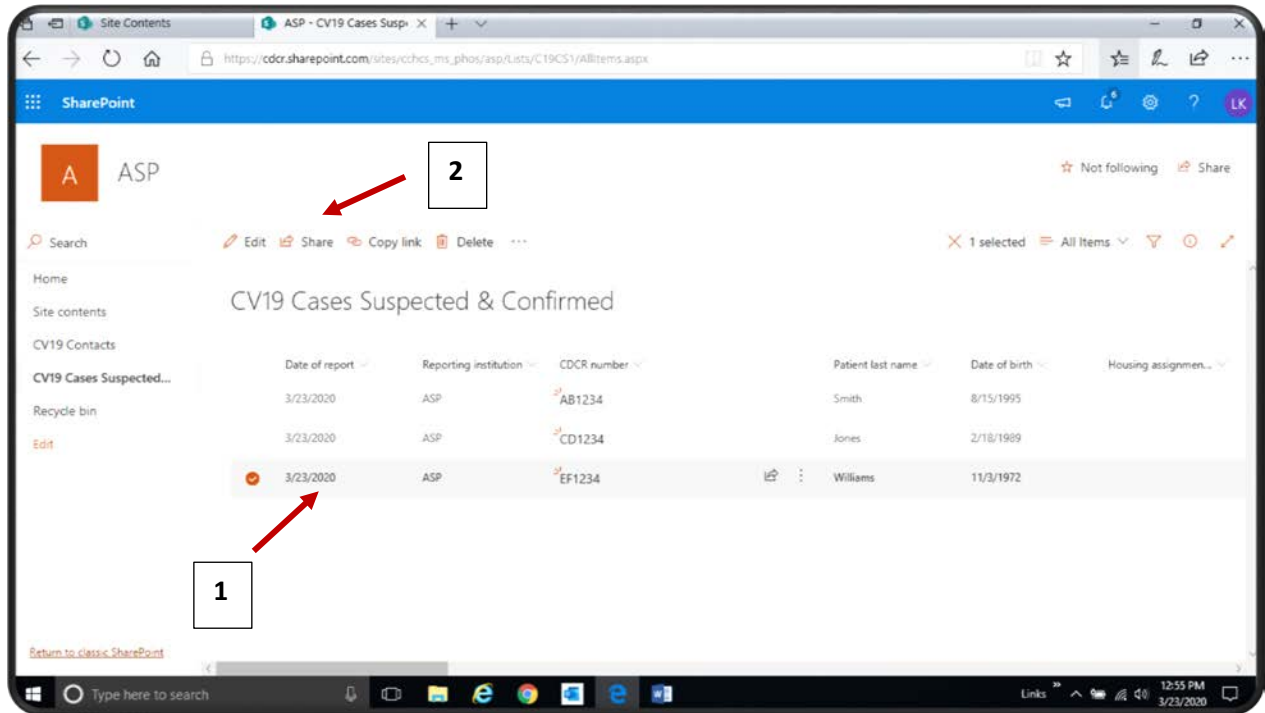 Site Contents
ASP - CV19 Cases Susp
https://cdcr.sharepoint.com/sites/cchcs_ms_phos/asp/Lists/C19CS1/AllItems.aspx
SharePoint
6
?
LK
A
ASP
2
Not following
Share
Search
Edit
Share
Copy link
Delete
...
1 selected
All Items
Home
Site contents
CV19 Contacts
CV19 Cases Suspected...
Recycle bin
Edit
CV19 Cases Suspected & Confirmed
Date of report Reporting institution CDCR number Patient last name Date of birth Housing assignmen...
3/23/2020 ASP AB1234 Smith 8/15/1995
3/23/2020 ASP CD1234 Jones 2/18/1989
3/23/2020 ASP EF1234 Williams 11/3/1972
1
Return to classic SharePoint
Type here to search
Links
12:55 PM
3/23/2020